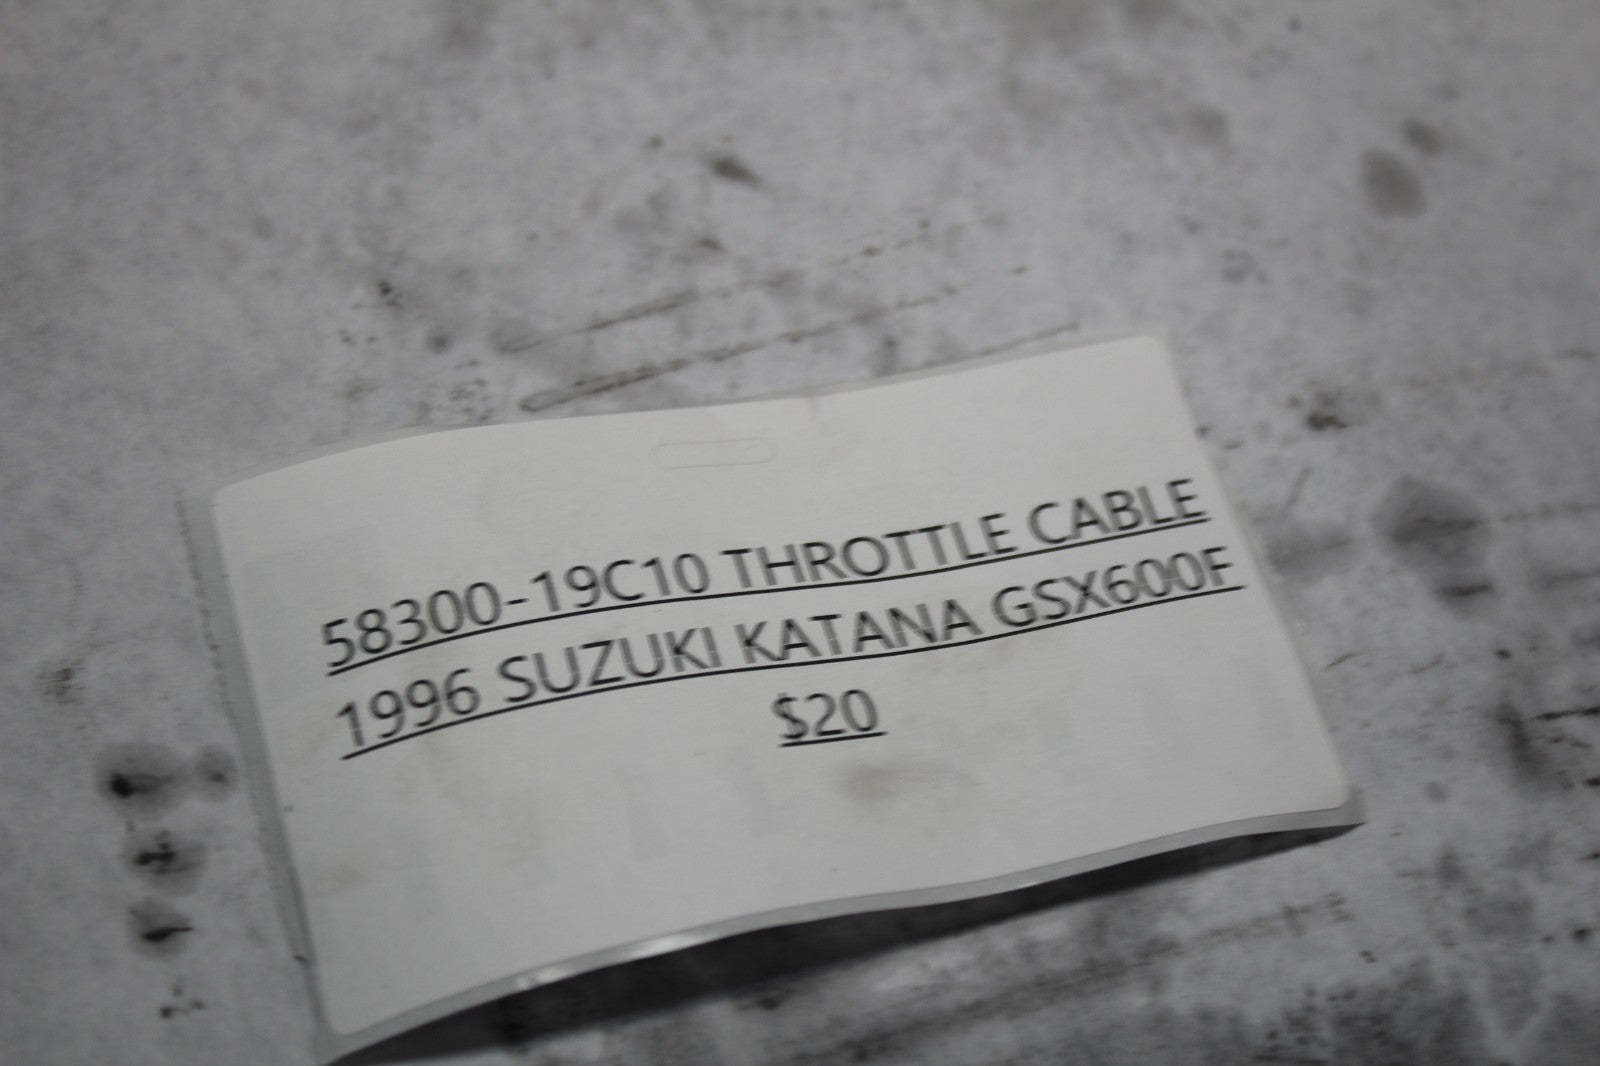 58300-19C10 THROTTLE CABLE
1996 SUZUKI KATANA GSX600F
$20